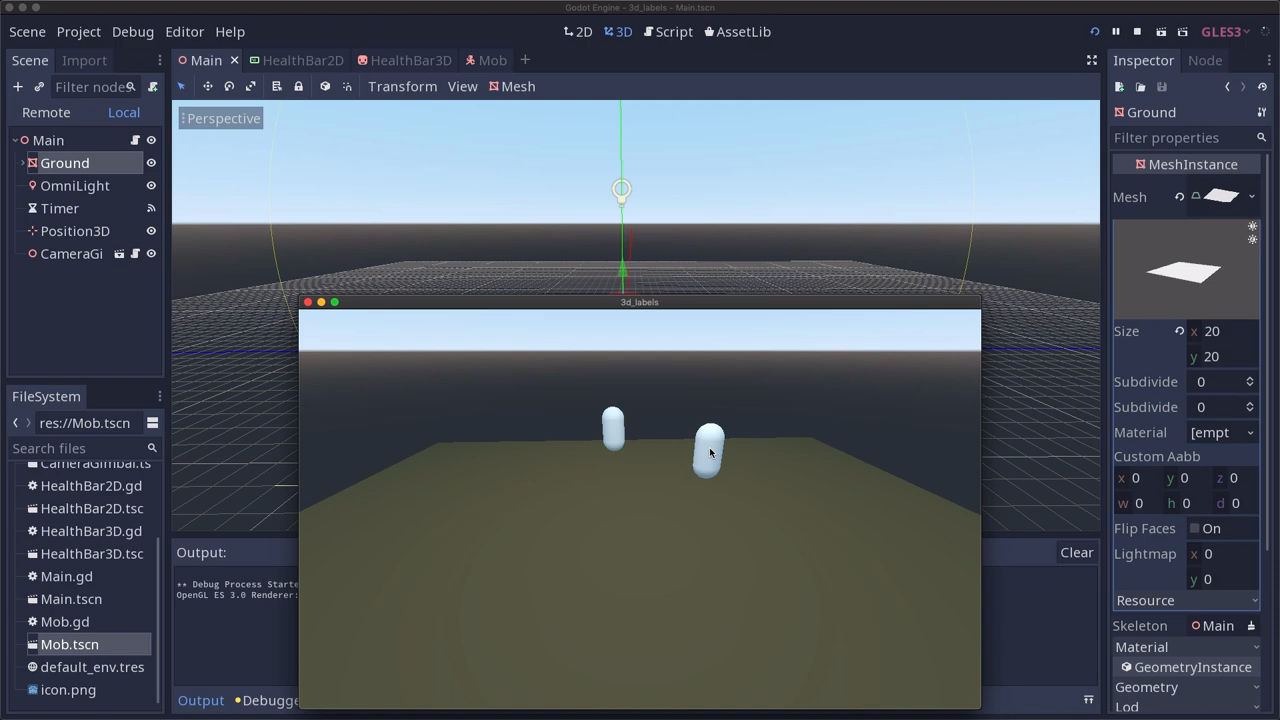 Godot Engine - 3d_labels - Main.tscn
Scene Project Debug Editor Help
2D 3D Script AssetLib
GLES3
Scene Import
Main HealthBar2D HealthBar3D Mob
Inspector Node
Filter nodes
Transform View Mesh
Remote Local
Perspective
Ground
Filter properties
Main
Ground
OmniLight
Timer
Position3D
CameraGi
MeshInstance
Mesh
Size x 20
y 20
Subdivide 0
Subdivide 0
Material [empt
Custom Aabb
x 0 y 0 z 0
w 0 h 0 d 0
Flip Faces On
Lightmap x 0
y 0
Resource
Skeleton Main
Material
GeometryInstance
Geometry
Lod
FileSystem
res://Mob.tscn
Search files
CameraGimbal.ts
HealthBar2D.gd
HealthBar2D.tsc
HealthBar3D.gd
HealthBar3D.tsc
Main.gd
Main.tscn
Mob.gd
Mob.tscn
default_env.tres
icon.png
3d_labels
Output:
Clear
** Debug Process Starte
OpenGL ES 3.0 Renderer:
Output Debugge